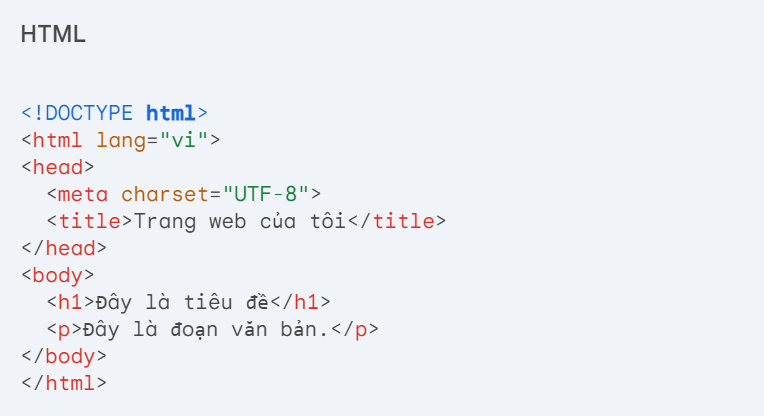 HTML
<!DOCTYPE html>
<html lang="vi">
<head>
  <meta charset="UTF-8">
  <title>Trang web của tôi</title>
</head>
<body>
  <h1>Đây là tiêu đề</h1>
  <p>Đây là đoạn văn bản.</p>
</body>
</html>